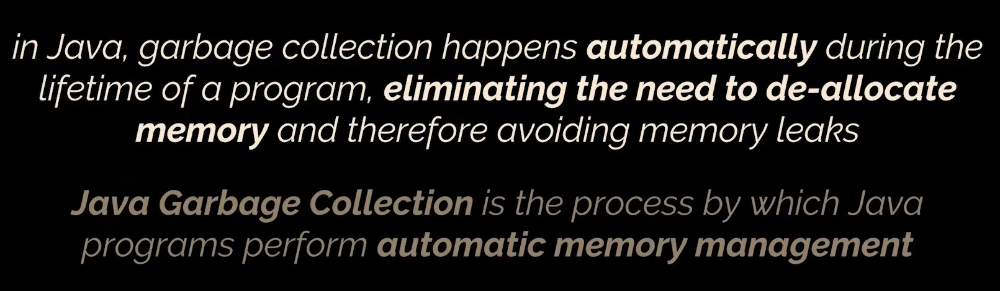 in Java, garbage collection happens automatically during the
lifetime of a program, eliminating the need to de-allocate
memory and therefore avoiding memory leaks
Java Garbage Collection is the process by which Java
programs perform automatic memory management